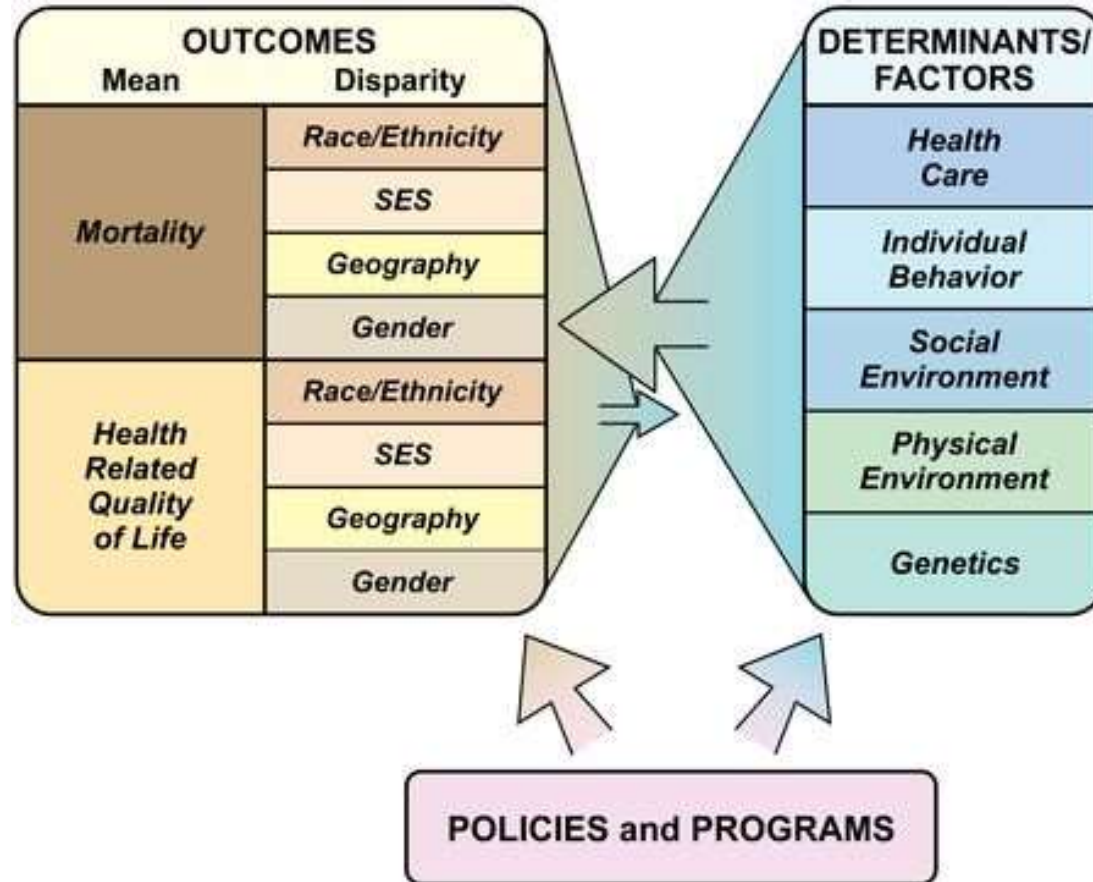 OUTCOMES
Mean Disparity
Mortality
Race/Ethnicity
SES
Geography
Gender
Health
Related
Quality
of Life
Race/Ethnicity
SES
Geography
Gender
DETERMINANTS/
FACTORS
Health
Care
Individual
Behavior
Social
Environment
Physical
Environment
Genetics
POLICIES and PROGRAMS